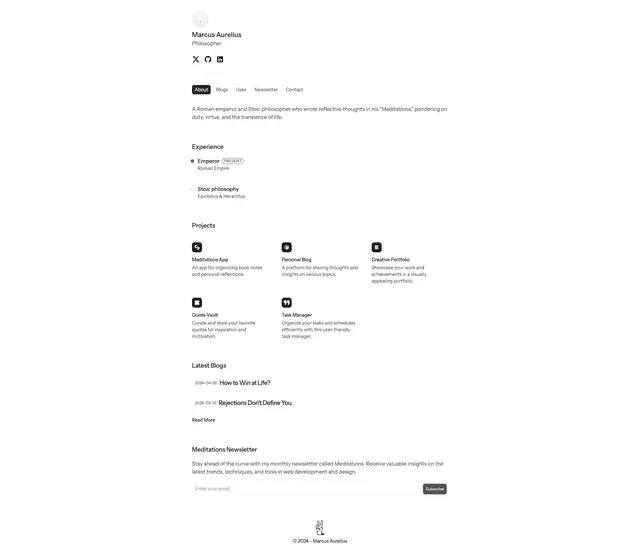 Marcus Aurelius
Philosopher
About Blogs Uses Newsletter Contact
A Roman emperor and Stoic philosopher who wrote reflective thoughts in his "Meditations," pondering on
duty, virtue, and the transience of life.
Experience
Emperor PRESENT
Roman Empire
Stoic philosophy
Epictetus & Heraclitus
Projects
Meditations App
An app for organizing book notes
and personal reflections.
Personal Blog
A platform for sharing thoughts and
insights on various topics.
Creative Portfolio
Showcase your work and
achievements in a visually
appealing portfolio.
Quote Vault
Curate and store your favorite
quotes for inspiration and
motivation.
Task Manager
Organize your tasks and schedules
efficiently with this user-friendly
task manager.
Latest Blogs
2024-04-26 How to Win at Life?
2024-03-31 Rejections Don't Define You
Read More
Meditations Newsletter
Stay ahead of the curve with my monthly newsletter called Meditations. Receive valuable insights on the
latest trends, techniques, and tools in web development and design.
Enter your email Subscribe
© 2024 - Marcus Aurelius